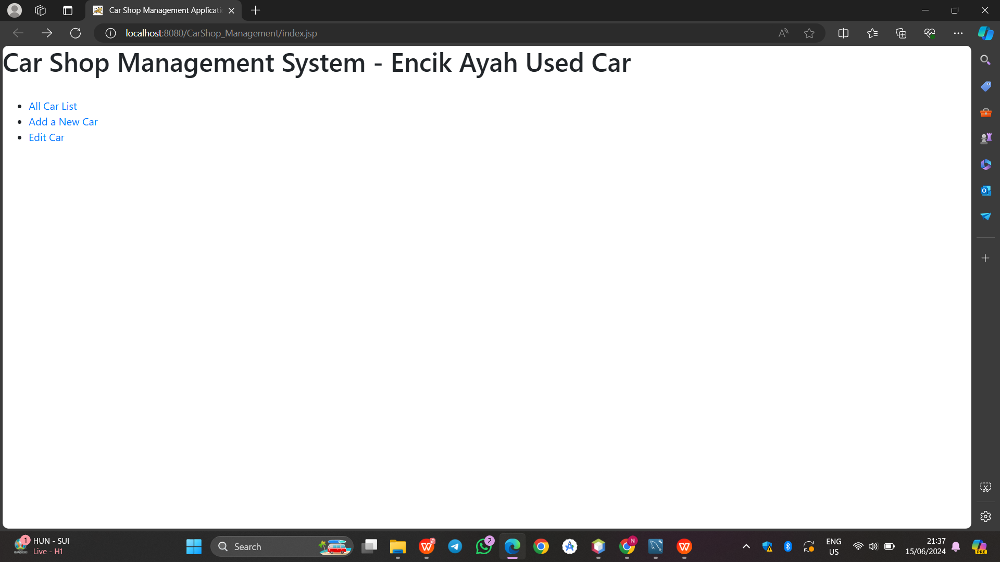 Car Shop Management Applicati
localhost:8080/CarShop_Management/index.jsp
Car Shop Management System - Encik Ayah Used Car
All Car List
Add a New Car
Edit Car
1
HUN - SUI
Live - H1
Search
2
N
ENG
US
21:37
15/06/2024
PRE